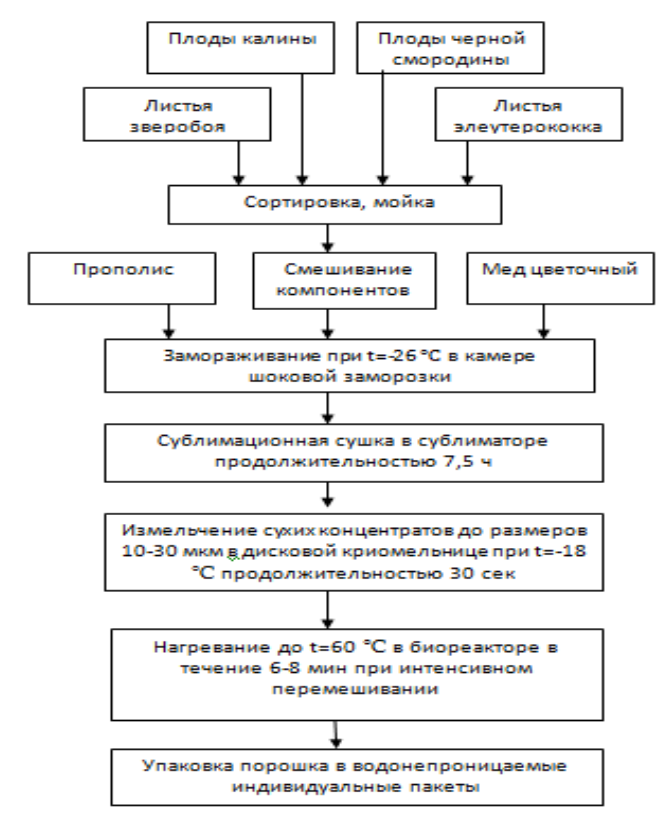 Плоды калины
Плоды черной
смородины
Листья
зверобоя
Листья
элеутерококка
Сортировка, мойка
Прополис
Смешивание
компонентов
Мед цветочный
Замораживание при t=-26 °С в камере
шоковой заморозки
Сублимационная сушка в сублиматоре
продолжительностью 7,5 ч
Измельчение сухих концентратов до размеров
10-30 мкм в дисковой криомельнице при t=-18
°С продолжительностью 30 сек
Нагревание до t=60 °С в биореакторе в
течение 6-8 мин при интенсивном
перемешивании
Упаковка порошка в водонепроницаемые
индивидуальные пакеты